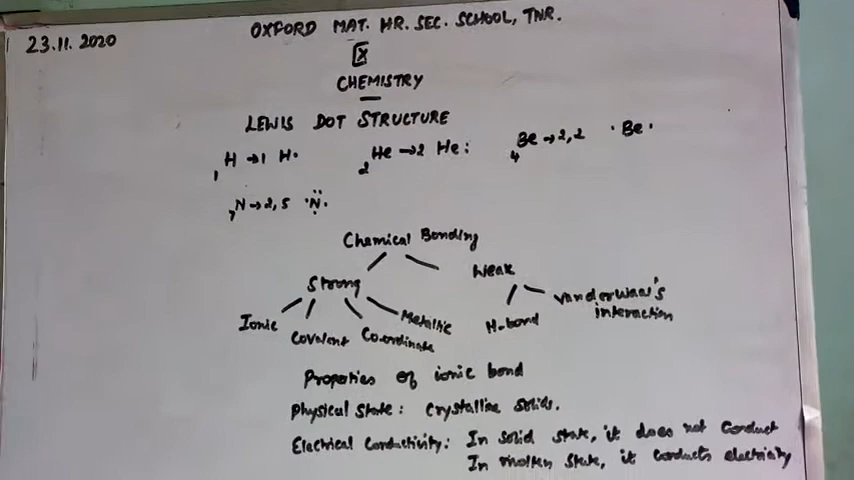 23.11.2020 OXFORD MAT. HR. SEC. SCHOOL, TNR.
X
CHEMISTRY
LEWIS DOT STRUCTURE
1H → 1 H· 2He → 2 He: 4Be → 2,2 ·Be·
7N → 2,5 ·N̈·
Chemical Bonding
Strong Weak
Ionic Covalent Co.ordinate Metallic H-bond Vanderwaal's
interaction
Properties of ionic bond
Physical State: Crystalline solids.
Electrical Conductivity: In solid state, it does not conduct
In molten state, it conducts electricity